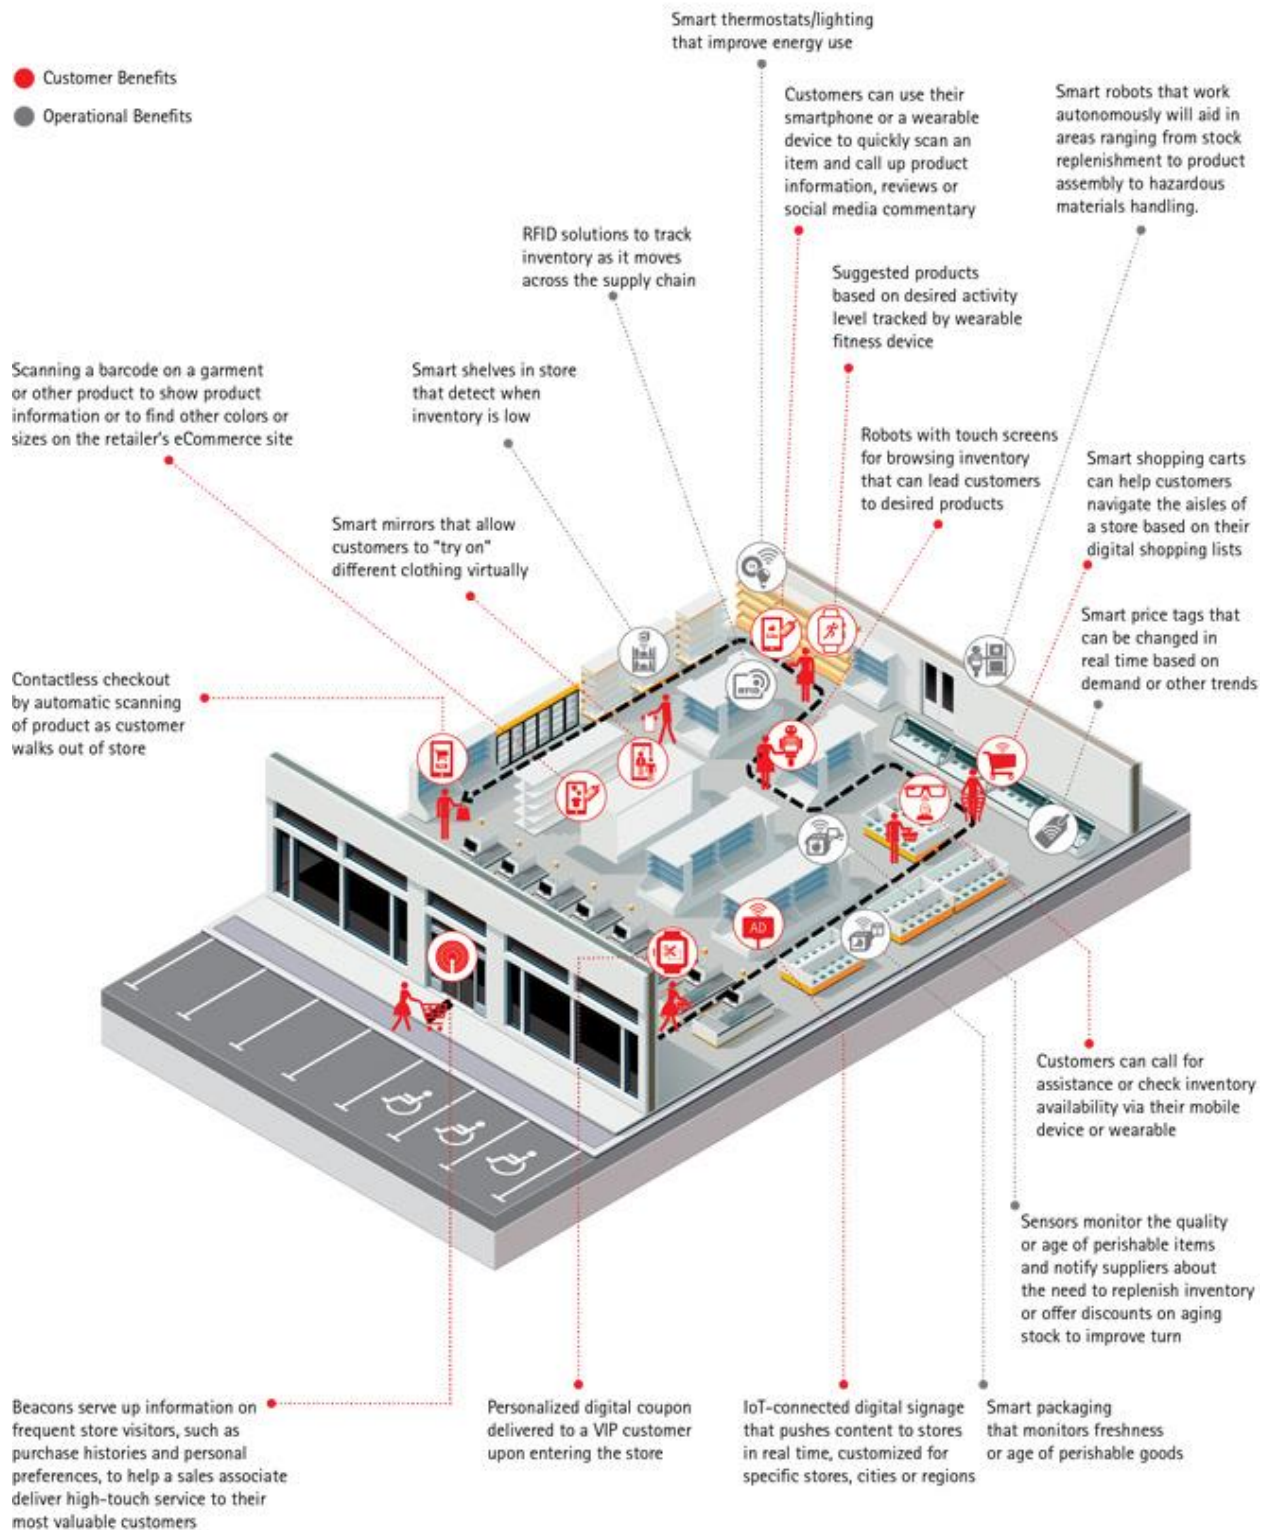 Smart thermostats/lighting
that improve energy use
Customer Benefits
Operational Benefits
Customers can use their
smartphone or a wearable
device to quickly scan an
item and call up product
information, reviews or
social media commentary
Smart robots that work
autonomously will aid in
areas ranging from stock
replenishment to product
assembly to hazardous
materials handling.
RFID solutions to track
inventory as it moves
across the supply chain
Suggested products
based on desired activity
level tracked by wearable
fitness device
Scanning a barcode on a garment
or other product to show product
information or to find other colors or
sizes on the retailer's eCommerce site
Smart shelves in store
that detect when
inventory is low
Robots with touch screens
for browsing inventory
that can lead customers
to desired products
Smart shopping carts
can help customers
navigate the aisles of
a store based on their
digital shopping lists
Smart mirrors that allow
customers to "try on"
different clothing virtually
Smart price tags that
can be changed in
real time based on
demand or other trends
Contactless checkout
by automatic scanning
of product as customer
walks out of store
RFID
AD
Customers can call for
assistance or check inventory
availability via their mobile
device or wearable
Sensors monitor the quality
or age of perishable items
and notify suppliers about
the need to replenish inventory
or offer discounts on aging
stock to improve turn
Beacons serve up information on
frequent store visitors, such as
purchase histories and personal
preferences, to help a sales associate
deliver high-touch service to their
most valuable customers
Personalized digital coupon
delivered to a VIP customer
upon entering the store
IoT-connected digital signage
that pushes content to stores
in real time, customized for
specific stores, cities or regions
Smart packaging
that monitors freshness
or age of perishable goods